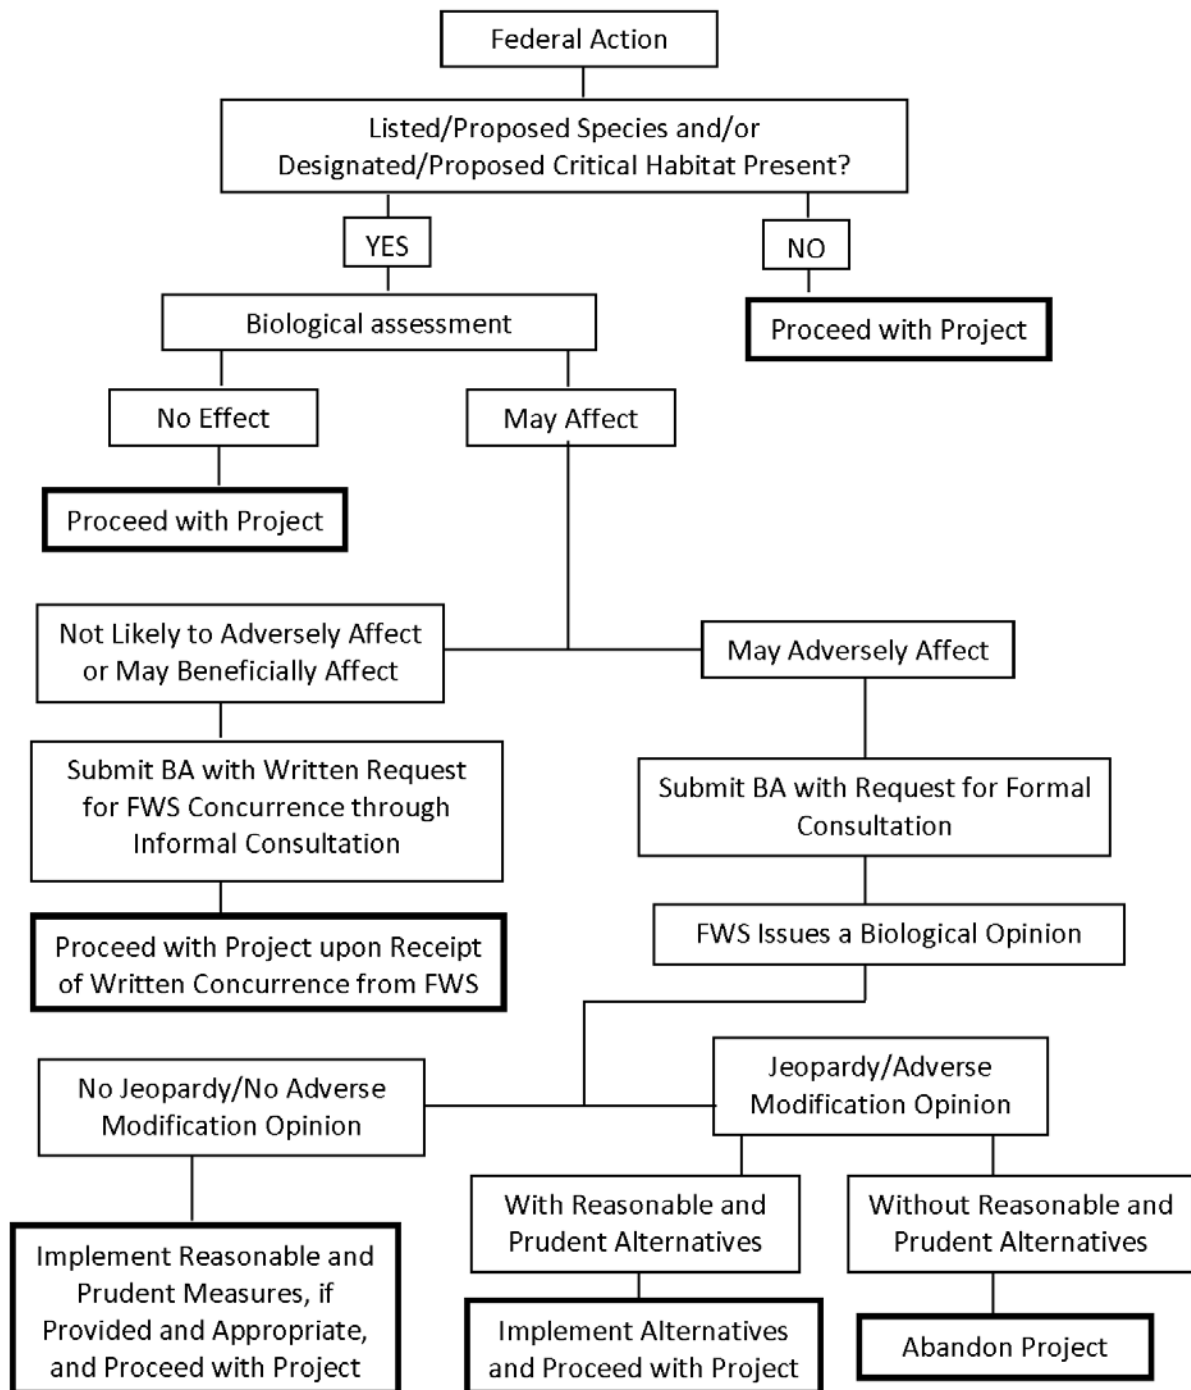 Federal Action
Listed/Proposed Species and/or
Designated/Proposed Critical Habitat Present?
YES
NO
Biological assessment
Proceed with Project
No Effect
May Affect
Proceed with Project
Not Likely to Adversely Affect
or May Beneficially Affect
May Adversely Affect
Submit BA with Written Request
for FWS Concurrence through
Informal Consultation
Submit BA with Request for Formal
Consultation
Proceed with Project upon Receipt
of Written Concurrence from FWS
FWS Issues a Biological Opinion
No Jeopardy/No Adverse
Modification Opinion
Jeopardy/Adverse
Modification Opinion
With Reasonable and
Prudent Alternatives
Without Reasonable and
Prudent Alternatives
Implement Reasonable and
Prudent Measures, if
Provided and Appropriate,
and Proceed with Project
Implement Alternatives
and Proceed with Project
Abandon Project